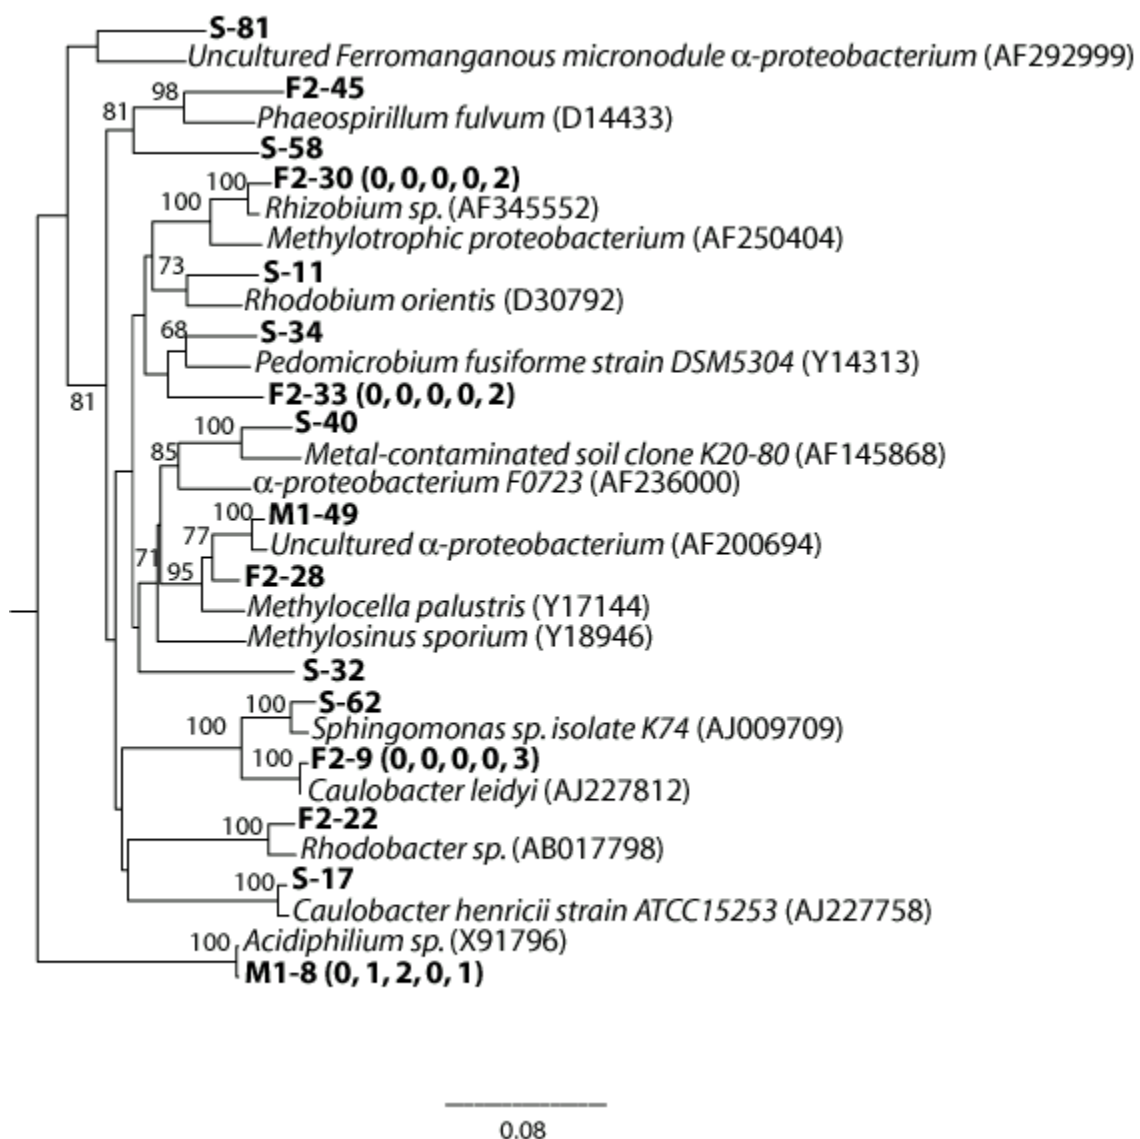 S-81
Uncultured Ferromanganous micronodule α-proteobacterium (AF292999)
98
F2-45
81
Phaeospirillum fulvum (D14433)
S-58
100
F2-30 (0, 0, 0, 0, 2)
100
Rhizobium sp. (AF345552)
Methylotrophic proteobacterium (AF250404)
73
S-11
Rhodobium orientis (D30792)
68
S-34
Pedomicrobium fusiforme strain DSM5304 (Y14313)
81
F2-33 (0, 0, 0, 0, 2)
100
S-40
85
Metal-contaminated soil clone K20-80 (AF145868)
α-proteobacterium F0723 (AF236000)
100
M1-49
77
Uncultured α-proteobacterium (AF200694)
71
95
F2-28
Methylocella palustris (Y17144)
Methylosinus sporium (Y18946)
S-32
100
S-62
100
Sphingomonas sp. isolate K74 (AJ009709)
100
F2-9 (0, 0, 0, 0, 3)
Caulobacter leidyi (AJ227812)
100
F2-22
Rhodobacter sp. (AB017798)
100
S-17
Caulobacter henricii strain ATCC15253 (AJ227758)
100
Acidiphilium sp. (X91796)
M1-8 (0, 1, 2, 0, 1)
0.08